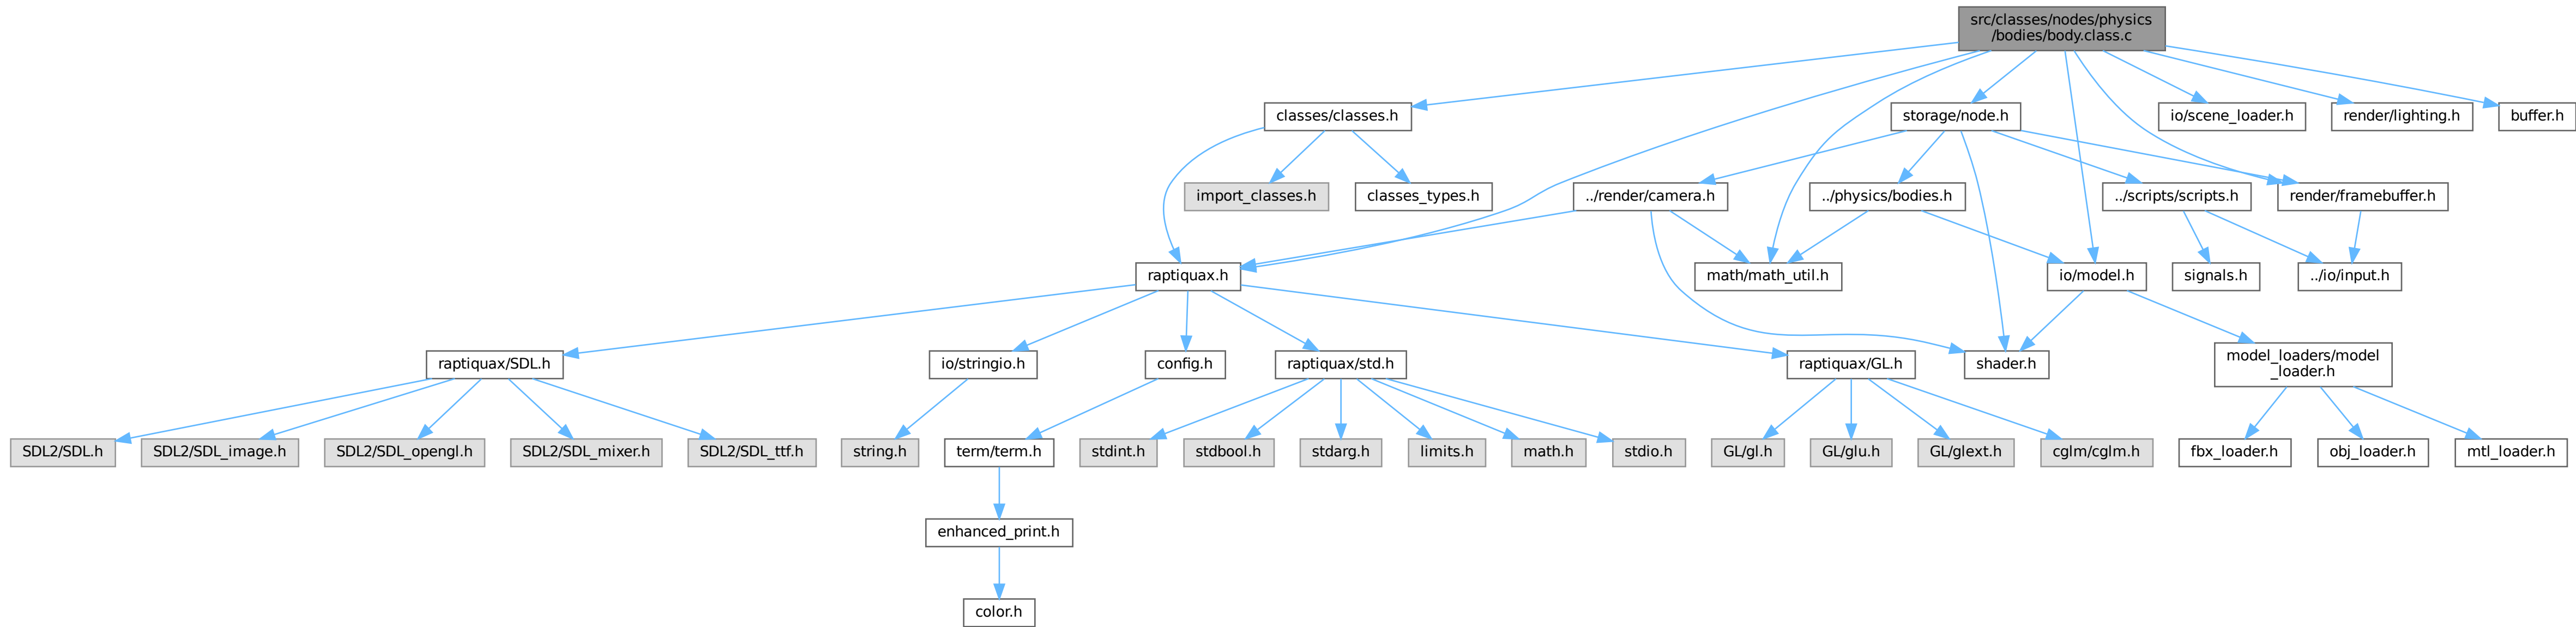 src/classes/nodes/physics
/bodies/body.class.c
classes/classes.h
storage/node.h
io/scene_loader.h
render/lighting.h
buffer.h
import_classes.h
classes_types.h
../render/camera.h
../physics/bodies.h
../scripts/scripts.h
render/framebuffer.h
raptiquax.h
math/math_util.h
io/model.h
signals.h
../io/input.h
raptiquax/SDL.h
io/stringio.h
config.h
raptiquax/std.h
raptiquax/GL.h
shader.h
model_loaders/model
_loader.h
SDL2/SDL.h
SDL2/SDL_image.h
SDL2/SDL_opengl.h
SDL2/SDL_mixer.h
SDL2/SDL_ttf.h
string.h
term/term.h
stdint.h
stdbool.h
stdarg.h
limits.h
math.h
stdio.h
GL/gl.h
GL/glu.h
GL/glext.h
cglm/cglm.h
fbx_loader.h
obj_loader.h
mtl_loader.h
enhanced_print.h
color.h